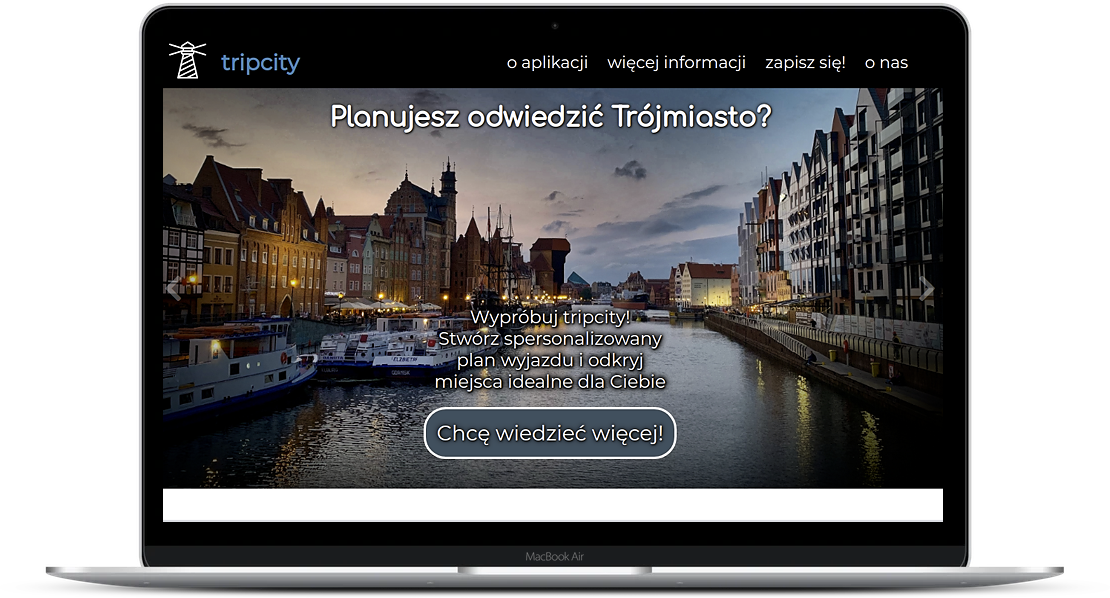 tripcity
o aplikacji
więcej informacji
zapisz się!
o nas
Planujesz odwiedzić Trójmiasto?
Wypróbuj tripcity!
Stwórz spersonalizowany
plan wyjazdu i odkryj
miejsca idealne dla Ciebie
Chcę wiedzieć więcej!
MacBook Air